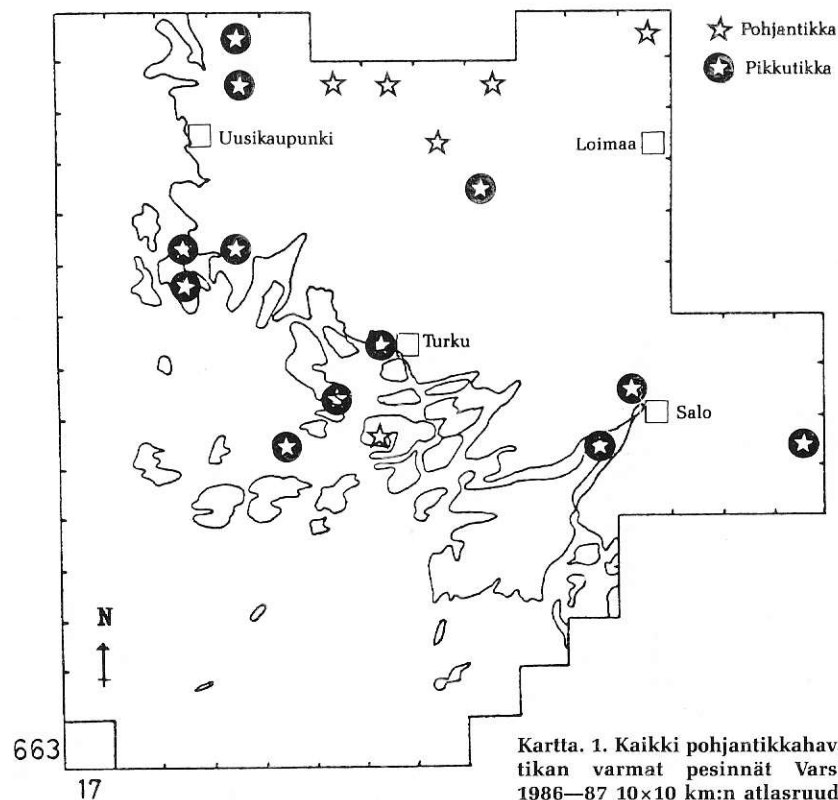 Pohjantikka
Pikkutikka
Uusikaupunki
Loimaa
Turku
Salo
N
663
17
Kartta. 1. Kaikki pohjantikkahav
tikan varmat pesinnät Vars
1986—87 10×10 km:n atlasruud